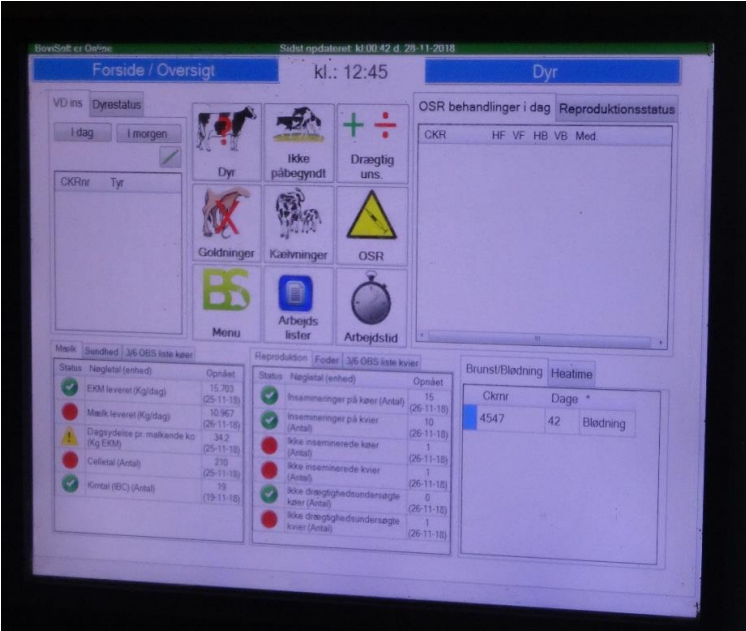 BoviSoft er Online
Sidst opdateret: kl:00:42 d. 28-11-2018
Forside / Oversigt
kl.: 12:45
Dyr
VD ins
Dyrestatus
I dag
I morgen
CKRnr
Tyr
Dyr
Ikke
påbegyndt
Drægtig
uns.
Goldninger
Kælvninger
OSR
BS
Menu
Arbejds
lister
Arbejdstid
OSR behandlinger i dag
Reproduktionsstatus
CKR
HF
VF
HB
VB
Med.
Mælk
Sundhed
3/6 OBS liste køer
Status
Nøgletal (enhed)
Opnået
EKM leveret (Kg/dag)
15.703
(25-11-18)
Mælk leveret (Kg/dag)
10.967
(26-11-18)
Dagsydelse pr. malkende ko
(Kg EKM)
34,2
(25-11-18)
Celletal (Antal)
210
(25-11-18)
Kimtal (IBC) (Antal)
19
(19-11-18)
Reproduktion
Foder
3/6 OBS liste kvier
Status
Nøgletal (enhed)
Opnået
Insemineringer på køer (Antal)
15
(26-11-18)
Insemineringer på kvier
(Antal)
10
(26-11-18)
Ikke inseminerede køer
(Antal)
1
(26-11-18)
Ikke inseminerede kvier
(Antal)
1
(26-11-18)
Ikke drægtighedsundersøgte
køer (Antal)
0
(26-11-18)
Ikke drægtighedsundersøgte
kvier (Antal)
1
(26-11-18)
Brunst/Blødning
Heatime
Ckrnr
Dage
4547
42
Blødning